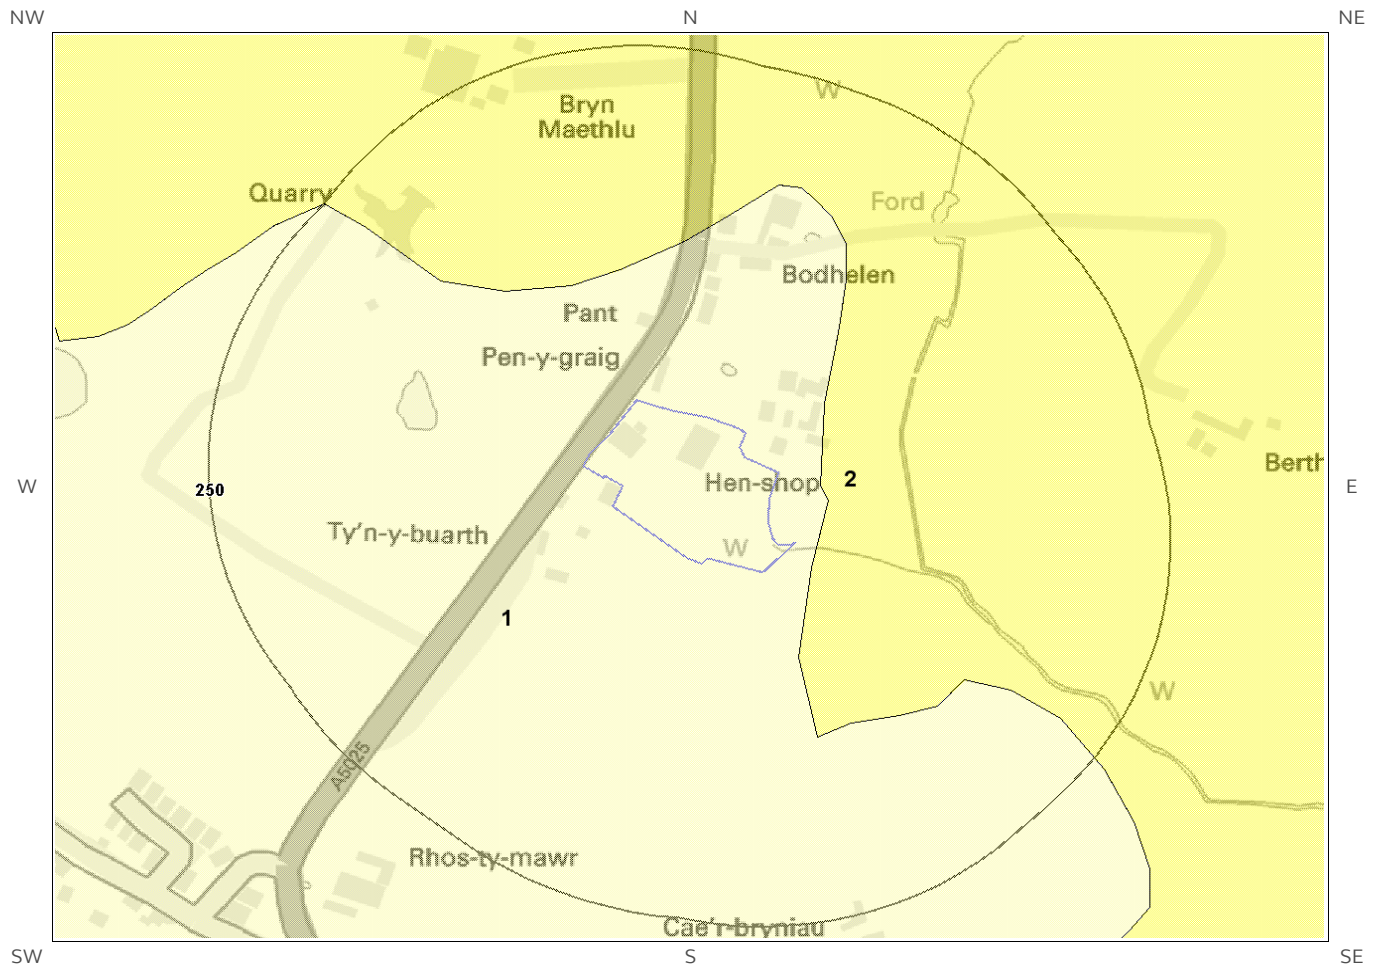 NW
N
NE
W
Bryn
Maethlu
Quarry
Ford
Bodhelen
Pant
Pen-y-graig
Berth
Hen-shop
2
W
250
E
Ty'n-y-buarth
W
1
W
A5025
Rhos-ty-mawr
Cae'r-bryniau
SW
S
SE